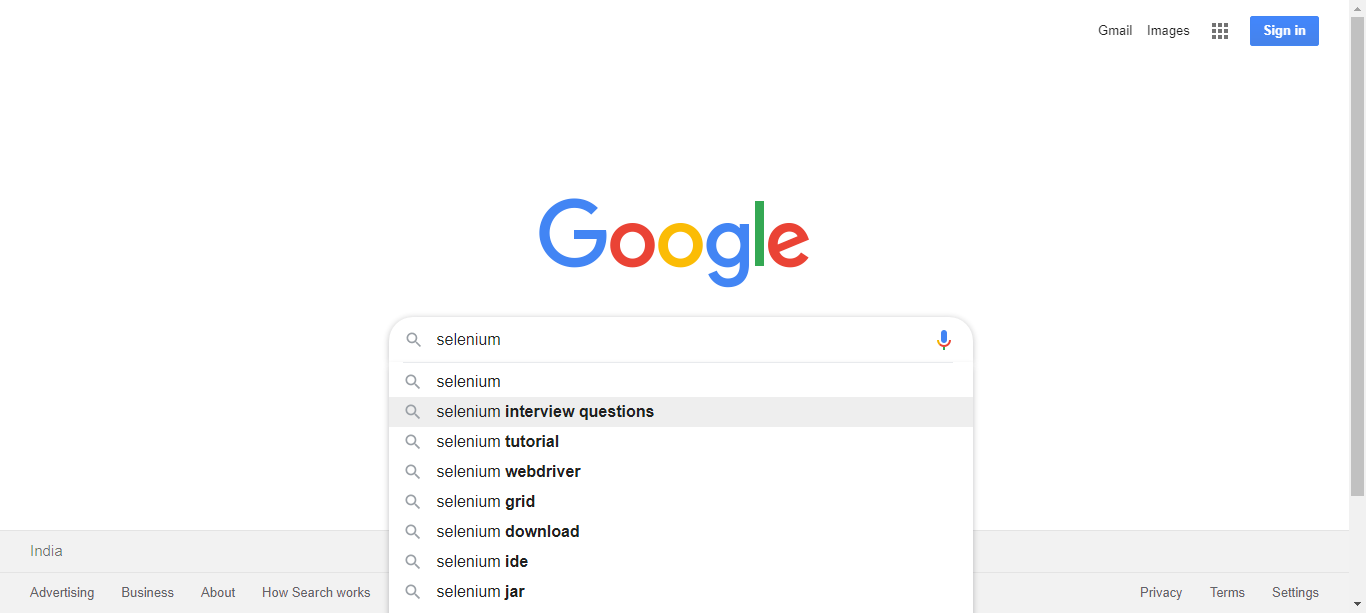 Gmail Images Sign in
Google
selenium
selenium
selenium interview questions
selenium tutorial
selenium webdriver
selenium grid
selenium download
selenium ide
selenium jar
India
Advertising Business About How Search works Privacy Terms Settings